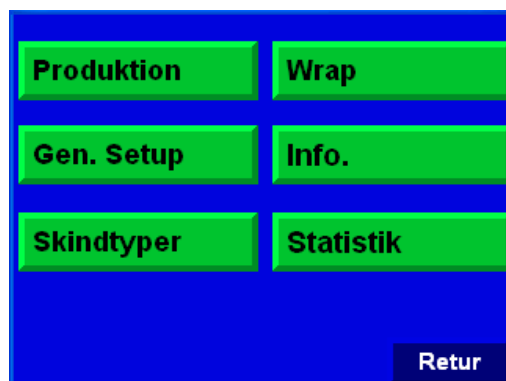 Produktion
Wrap
Gen. Setup
Info.
Skindtyper
Statistik
Retur